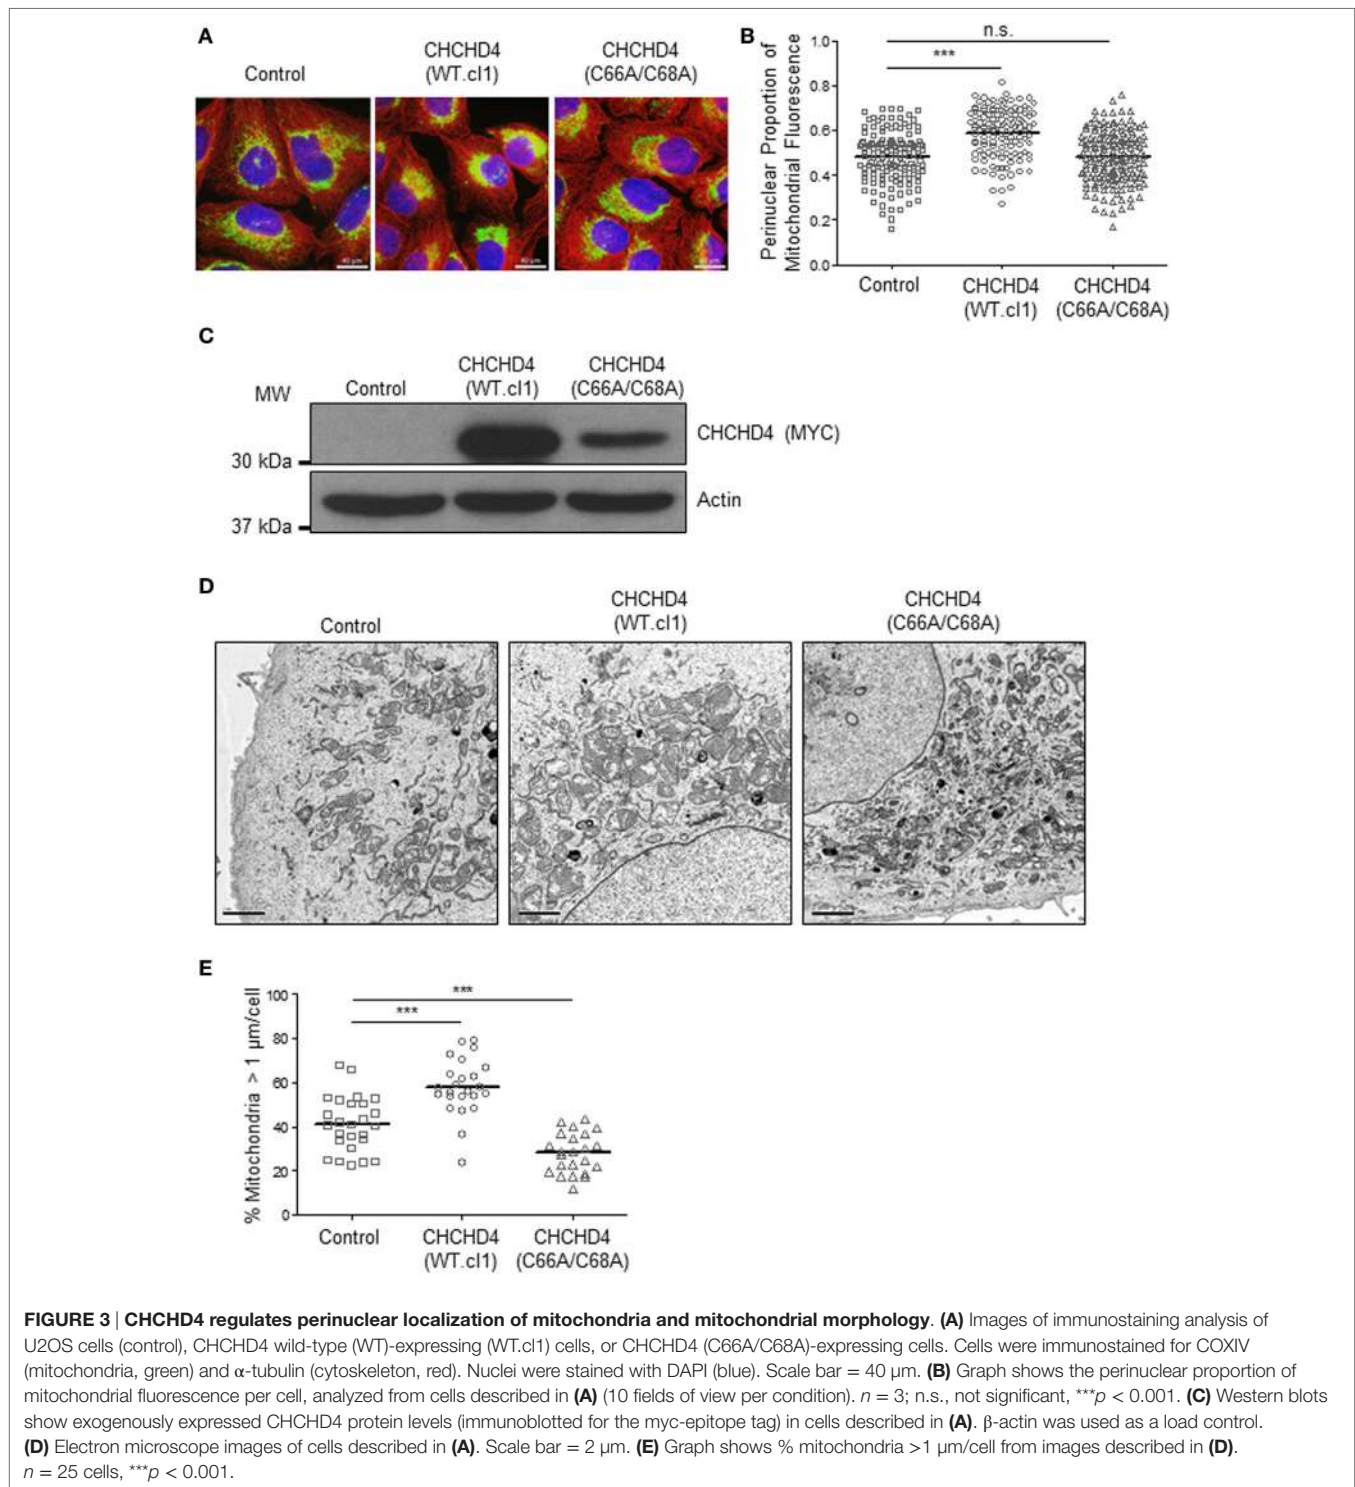 A
Control
CHCHD4
(WT.cl1)
CHCHD4
(C66A/C68A)
40 µm
40 µm
B
Perinuclear Proportion of
Mitochondrial Fluorescence
1.0
0.8
0.6
0.4
0.2
0.0
n.s.
***
Control
CHCHD4
(WT.cl1)
CHCHD4
(C66A/C68A)
C
MW
Control
CHCHD4
(WT.cl1)
CHCHD4
(C66A/C68A)
CHCHD4 (MYC)
30 kDa
Actin
37 kDa
D
Control
CHCHD4
(WT.cl1)
CHCHD4
(C66A/C68A)
E
% Mitochondria > 1 µm/cell
100
80
60
40
20
0
***
***
Control
CHCHD4
(WT.cl1)
CHCHD4
(C66A/C68A)
FIGURE 3 | CHCHD4 regulates perinuclear localization of mitochondria and mitochondrial morphology. (A) Images of immunostaining analysis of
U2OS cells (control), CHCHD4 wild-type (WT)-expressing (WT.cl1) cells, or CHCHD4 (C66A/C68A)-expressing cells. Cells were immunostained for COXIV
(mitochondria, green) and α-tubulin (cytoskeleton, red). Nuclei were stained with DAPI (blue). Scale bar = 40 µm. (B) Graph shows the perinuclear proportion of
mitochondrial fluorescence per cell, analyzed from cells described in (A) (10 fields of view per condition). n = 3; n.s., not significant, ***p < 0.001. (C) Western blots
show exogenously expressed CHCHD4 protein levels (immunoblotted for the myc-epitope tag) in cells described in (A). β-actin was used as a load control.
(D) Electron microscope images of cells described in (A). Scale bar = 2 µm. (E) Graph shows % mitochondria >1 µm/cell from images described in (D).
n = 25 cells, ***p < 0.001.